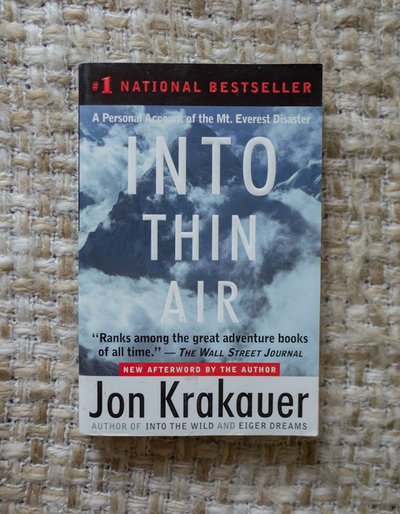 #1 NATIONAL BESTSELLER
A Personal Account of the Mt. Everest Disaster
INTO
THIN
AIR
“Ranks among the great adventure books
of all time.” — THE WALL STREET JOURNAL
NEW AFTERWORD BY THE AUTHOR
Jon Krakauer
AUTHOR OF INTO THE WILD AND EIGER DREAMS